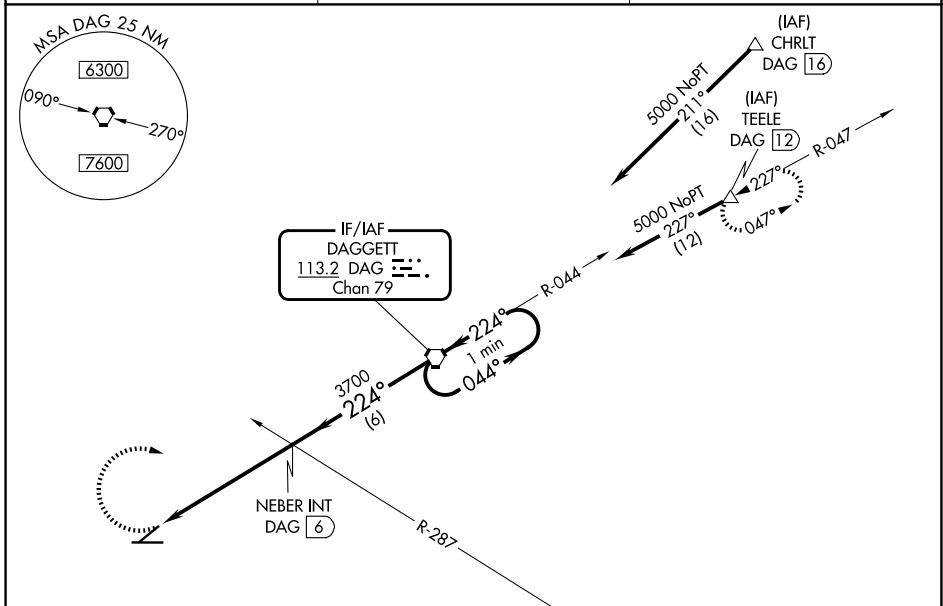 MSA DAG 25 NM
6300
090°
270°
7600
(IAF)
CHRLT
DAG 16
5000 NoPT
211°
(16)
(IAF)
TEELE
DAG 12
R-047
227°
047°
5000 NoPT
227°
(12)
IF/IAF
DAGGETT
113.2 DAG
Chan 79
R-044
224°
1 min
044°
3700
224°
(6)
NEBER INT
DAG 6
R-287